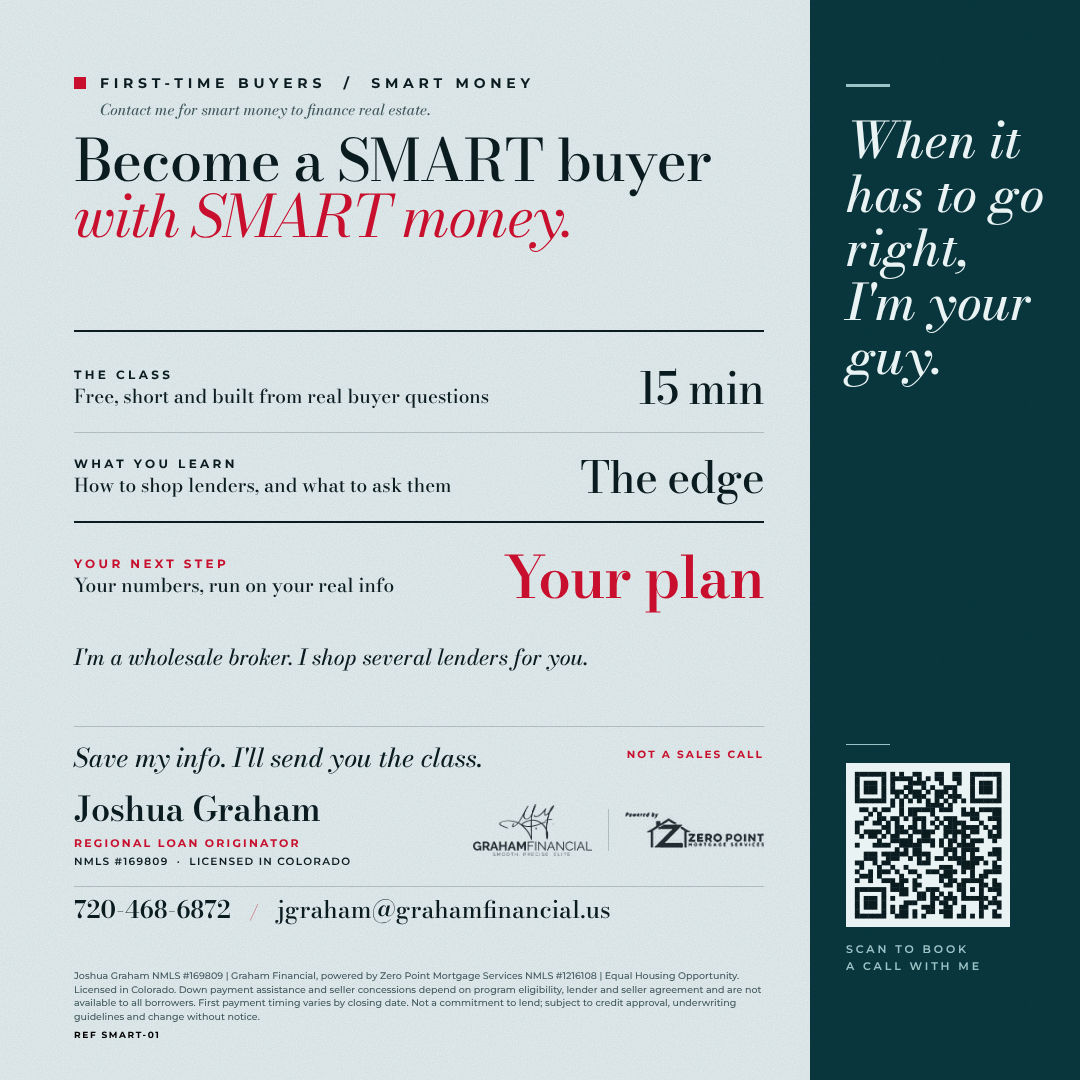 FIRST-TIME BUYERS / SMART MONEY
Contact me for smart money to finance real estate.
Become a SMART buyer
with SMART money.
THE CLASS
Free, short and built from real buyer questions
15 min
WHAT YOU LEARN
How to shop lenders, and what to ask them
The edge
YOUR NEXT STEP
Your numbers, run on your real info
Your plan
I'm a wholesale broker. I shop several lenders for you.
Save my info. I'll send you the class.
NOT A SALES CALL
Joshua Graham
REGIONAL LOAN ORIGINATOR
NMLS #169809 · LICENSED IN COLORADO
GRAHAMFINANCIAL
SMOOTH. PRECISE. ELITE.
Powered by
ZERO POINT
MORTGAGE SERVICES
720-468-6872 / jgraham@grahamfinancial.us
Joshua Graham NMLS #169809 | Graham Financial, powered by Zero Point Mortgage Services NMLS #1216108 | Equal Housing Opportunity.
Licensed in Colorado. Down payment assistance and seller concessions depend on program eligibility, lender and seller agreement and are not
available to all borrowers. First payment timing varies by closing date. Not a commitment to lend; subject to credit approval, underwriting
guidelines and change without notice.
REF SMART-01
When it
has to go
right,
I'm your
guy.
SCAN TO BOOK
A CALL WITH ME